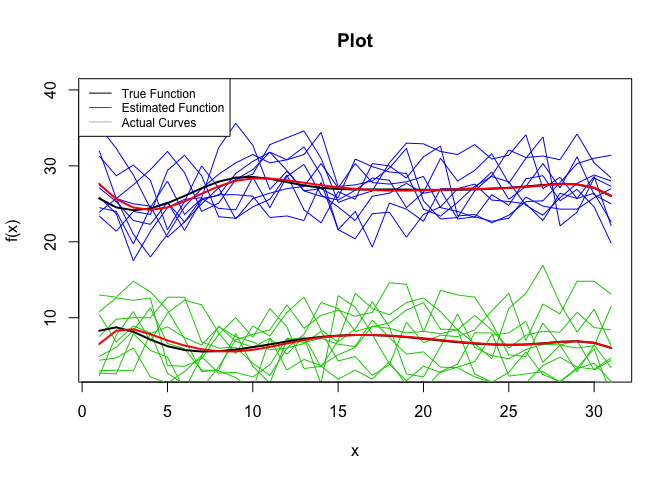 Plot
True Function
Estimated Function
Actual Curves
f(x)
40
30
20
10
0
5
10
15
20
25
30
x